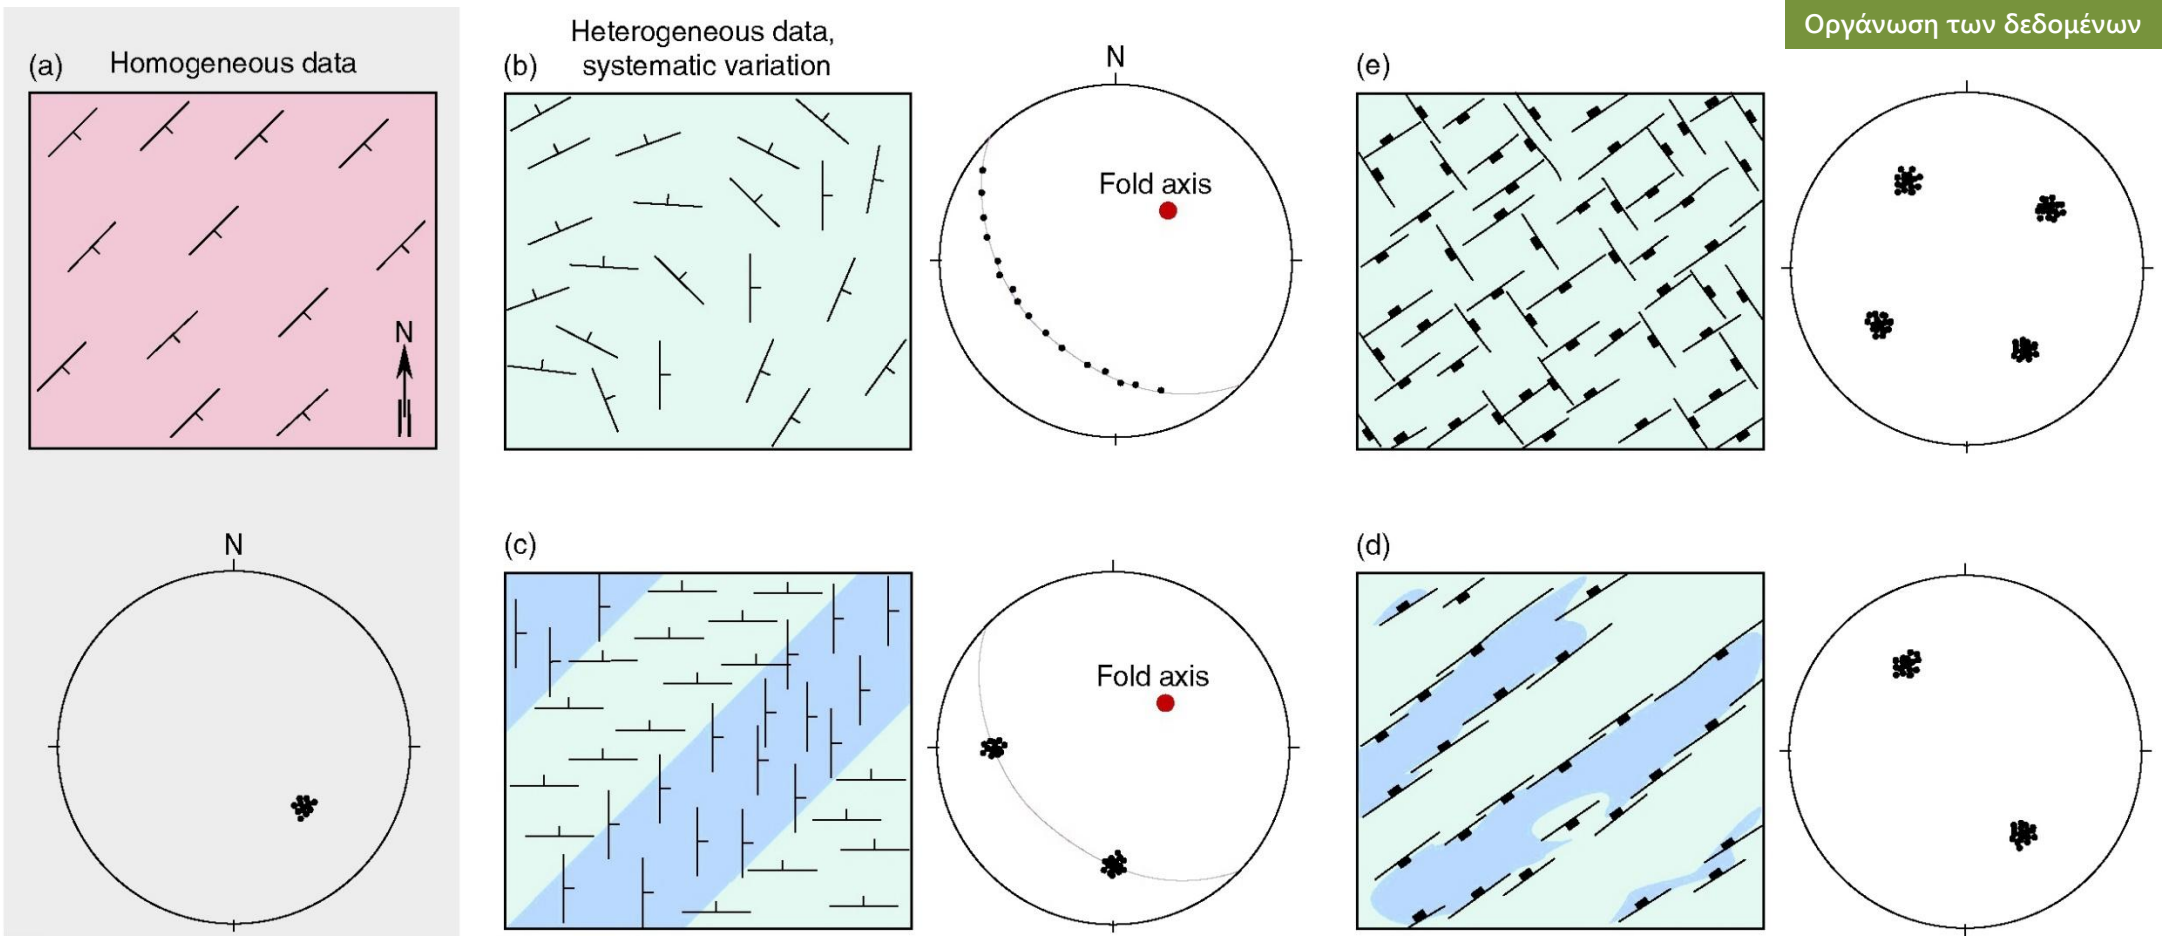 Οργάνωση των δεδομένων
(a) Homogeneous data
N
N
(b) Heterogeneous data,
systematic variation
N
Fold axis
(e)
(c)
Fold axis
(d)